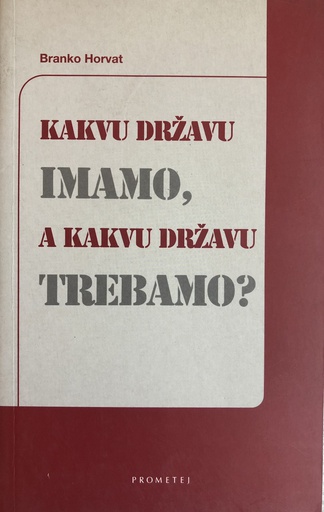 Branko Horvat
KAKVU DRŽAVU
IMAMO,
A KAKVU DRŽAVU
TREBAMO?
PROMETEJ